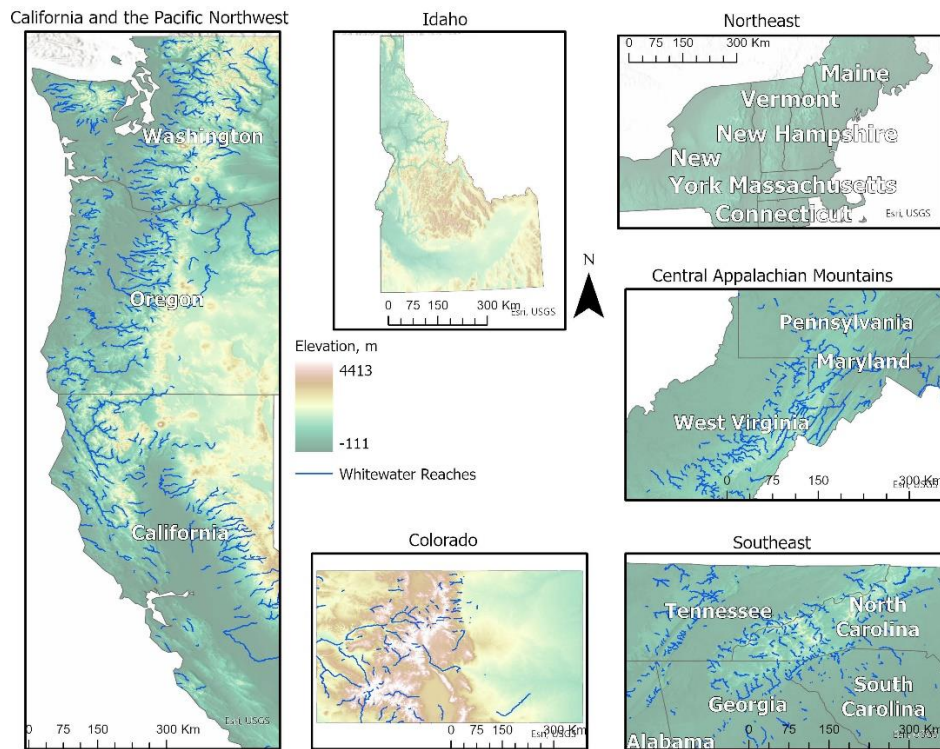 California and the Pacific Northwest
Washington
Oregon
California
0 75 150 300 Km
Esri, USGS
Idaho
0 75 150 300 Km
Esri, USGS
N
Elevation, m
4413
-111
Whitewater Reaches
Colorado
0 75 150 300 Km
Esri, USGS
Northeast
0 75 150 300 Km
Maine
Vermont
New Hampshire
New
York Massachusetts
Connecticut
Esri, USGS
Central Appalachian Mountains
Pennsylvania
Maryland
West Virginia
0 75 150 300 Km
Esri, USGS
Southeast
Tennessee
North
Carolina
South
Carolina
Georgia
Alabama
0 75 150 300 Km
Esri, USGS